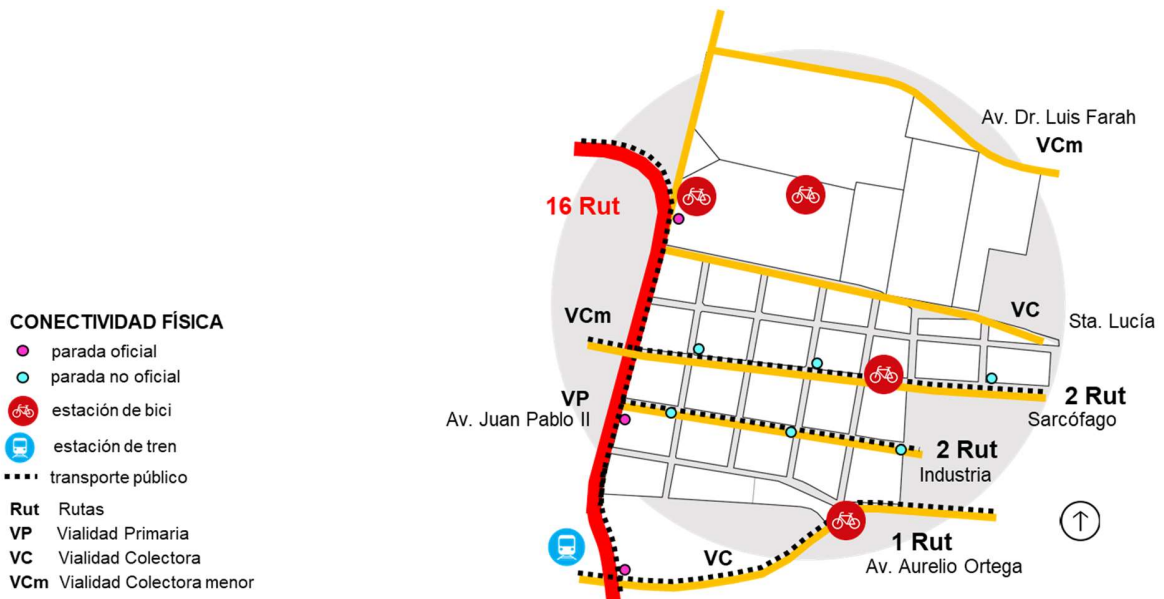 Av. Dr. Luis Farah
VCm
16 Rut
VC
Sta. Lucía
VCm
VP
Av. Juan Pablo II
2 Rut
Sarcófago
2 Rut
Industria
1 Rut
Av. Aurelio Ortega
VC
CONECTIVIDAD FÍSICA
parada oficial
parada no oficial
estación de bici
estación de tren
transporte público
Rut Rutas
VP Vialidad Primaria
VC Vialidad Colectora
VCm Vialidad Colectora menor